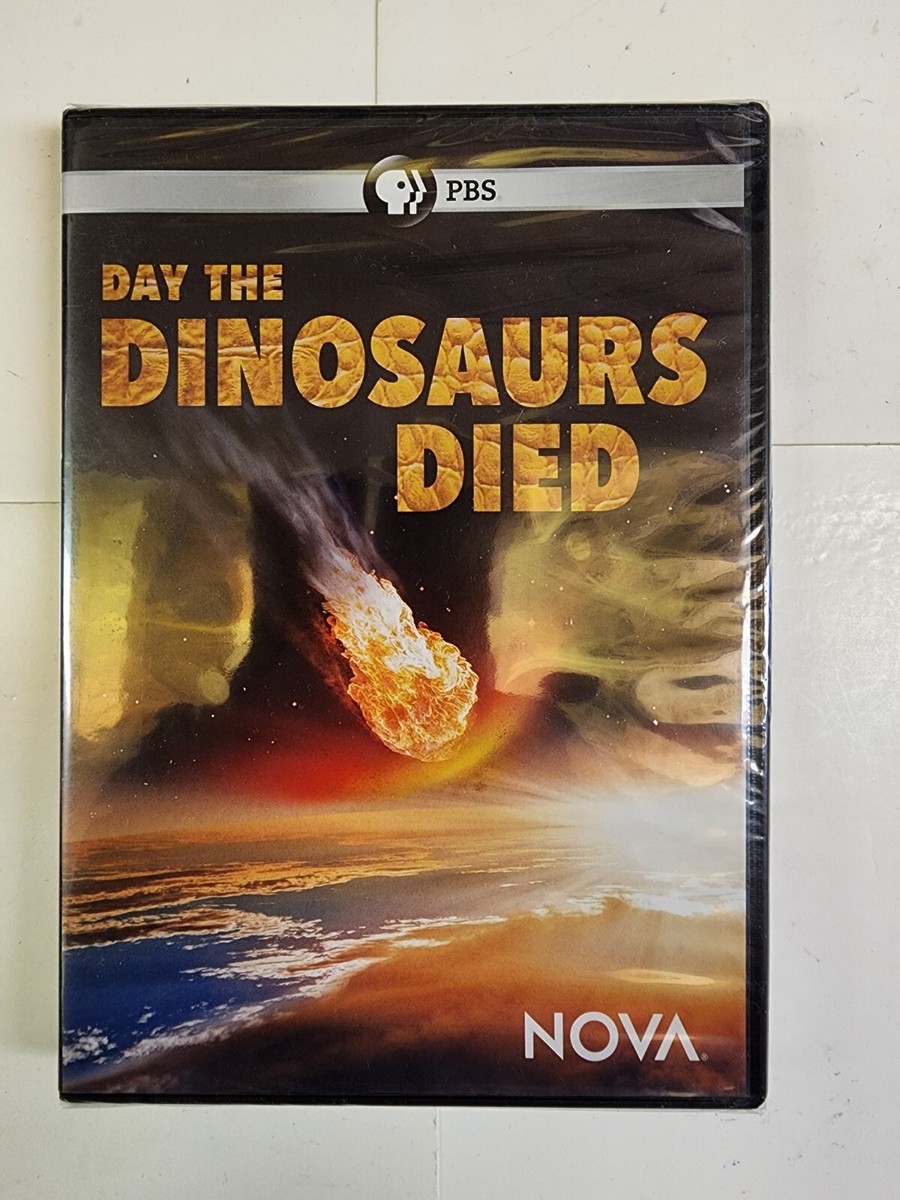 PBS
DAY THE
DINOSAURS
DIED
NOVA®